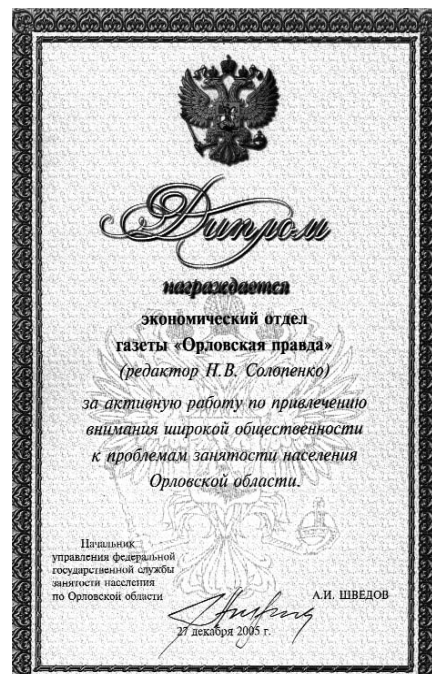 Диплом
награждается
экономический отдел
газеты «Орловская правда»
(редактор Н.В. Солопенко)
за активную работу по привлечению
внимания широкой общественности
к проблемам занятости населения
Орловской области.
Начальник
управления федеральной
государственной службы
занятости населения
по Орловской области
А.И. ШВЕДОВ
27 декабря 2005 г.